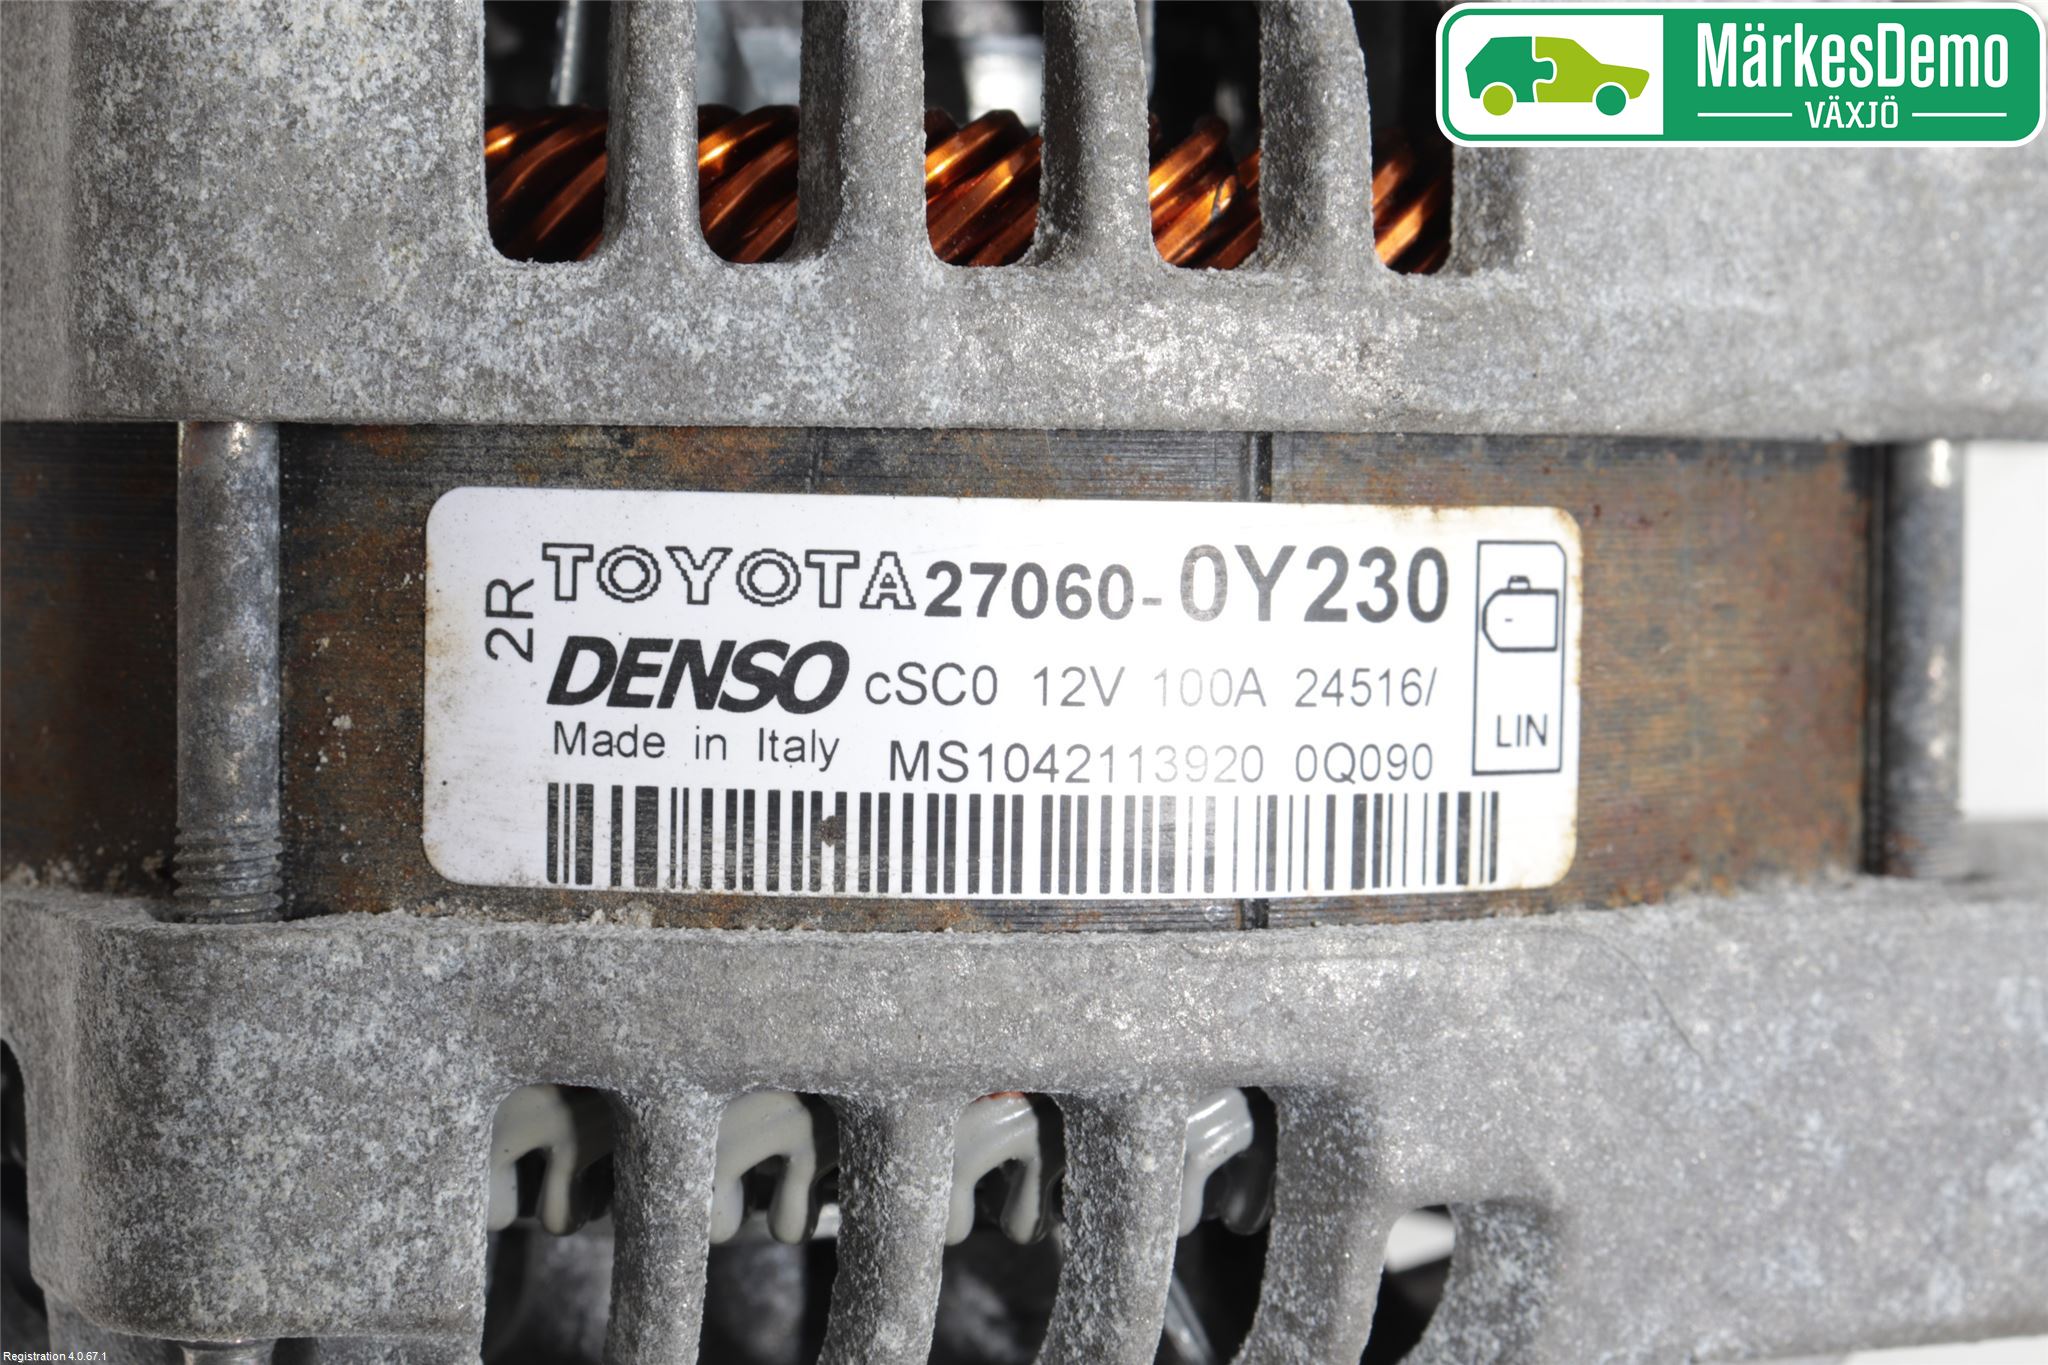 MärkesDemo
VÄXJÖ
2R
TOYOTA 27060-0Y230
DENSO cSC0 12V 100A 24516/
Made in Italy MS1042113920 0Q090
LIN
Registration 4.0.67.1